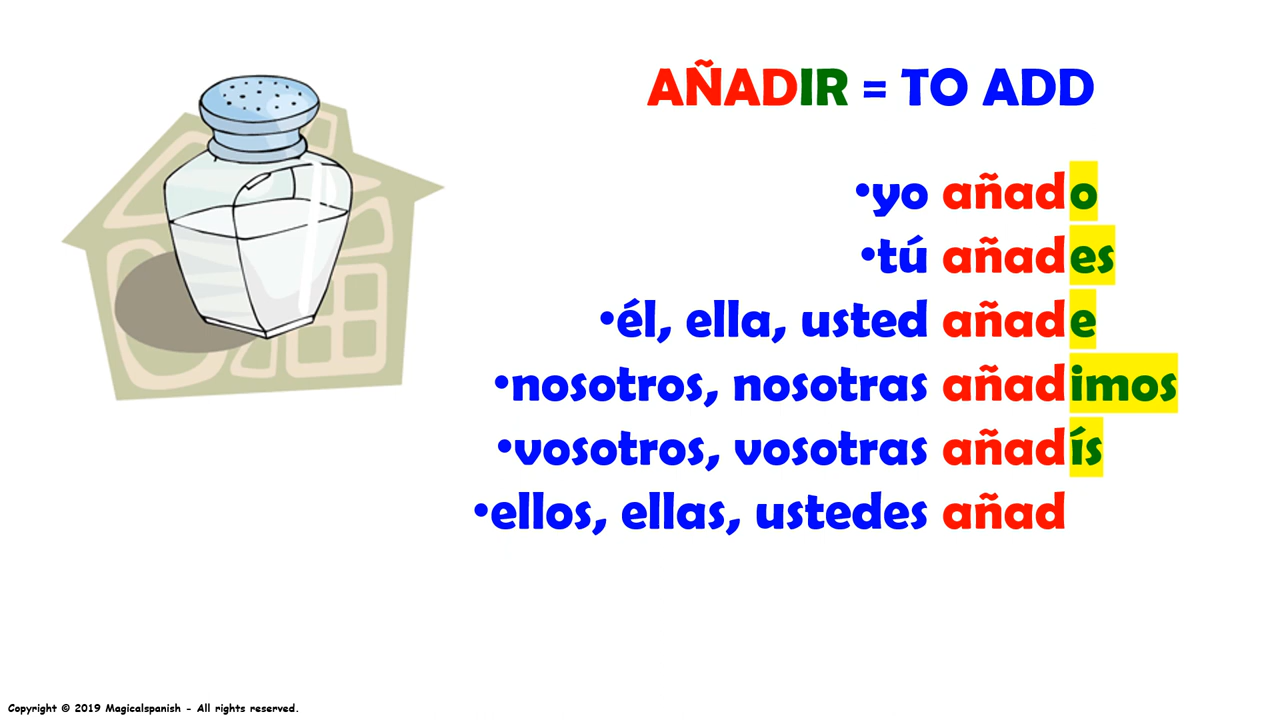 AÑADIR = TO ADD
•yo añado
•tú añades
•él, ella, usted añade
•nosotros, nosotras añadimos
•vosotros, vosotras añadís
•ellos, ellas, ustedes añad
Copyright © 2019 Magicalspanish - All rights reserved.